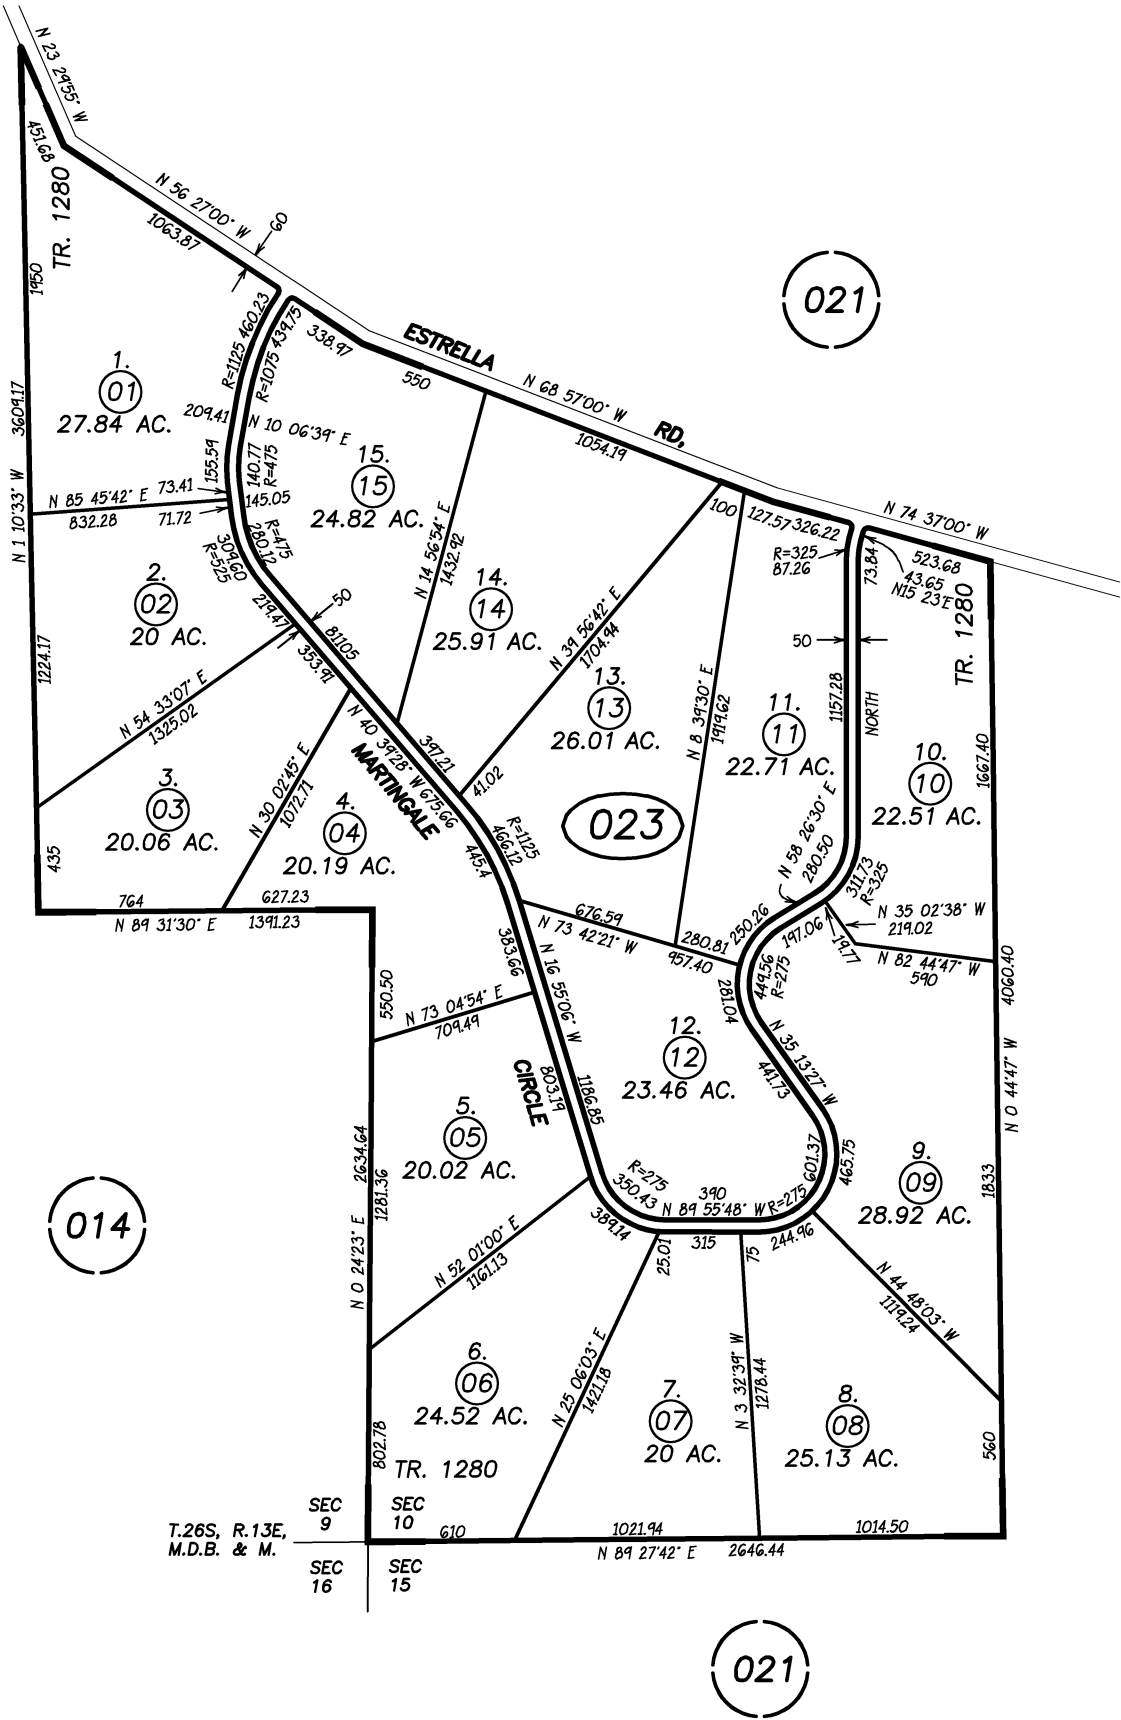 N 23 29'55" W
451.68
TR. 1280
1950
N 56 27'00" W
1063.87
60
021
R=1125 460.23
R=1075 439.75
338.97
ESTRELLA
550
N 68 57'00" W
RD,
1054.19
1.
01
27.84 AC.
209.41
N 10 06'39" E
155.59
140.77
R=475
N 1 10'33" W 3609.17
N 85 45'42" E 73.41
832.28 71.72
145.05
15.
15
24.82 AC.
R=475
280.12
309.60
R=525
N 14 56'54" E
1432.92
100
127.57 326.22
N 74 37'00" W
R=325
87.26
73.84
523.68
43.65
N15 23'E
TR. 1280
2.
02
20 AC.
219.47
50
811.05
353.91
14.
14
25.91 AC.
N 39 56'42" E
1704.94
50
1224.17
N 54 33'07" E
1325.02
13.
13
26.01 AC.
N 8 39'30" E
1919.62
11.
11
22.71 AC.
1157.28
NORTH
10.
10
22.51 AC.
1667.40
N 40 39'28" W 675.66
MARTINGALE
397.21
41.02
3.
03
20.06 AC.
N 30 02'45" E
1072.71
4.
04
20.19 AC.
435
023
N 58 26'30" E
280.50
R=1125
466.12
445.4
311.73
R=325
764
627.23
N 89 31'30" E 1391.23
676.59
N 73 42'21" W
280.81
957.40
250.26
197.06
19.77
N 35 02'38" W
219.02
N 82 44'47" W
590
383.66
N 16 55'06" W
550.50
N 73 04'54" E
709.49
281.04
449.56
R=275
N 0 44'47" W 4060.40
12.
12
23.46 AC.
N 35 13'27" W
441.73
CIRCLE
803.19
1186.85
5.
05
20.02 AC.
N 0 24'23" E 2634.64
1281.36
014
R=275
350.43
389.14
390
N 89 55'48" W
R=275
601.37
465.75
315
75
244.96
25.01
9.
09
28.92 AC.
1833
N 52 01'00" E
1161.13
N 44 48'03" W
1119.24
6.
06
24.52 AC.
N 25 06'03" E
1421.18
7.
07
20 AC.
N 3 32'39" W
1278.44
8.
08
25.13 AC.
560
802.78
TR. 1280
SEC
9
SEC
10
T.26S, R.13E,
M.D.B. & M.
610
1021.94
1014.50
N 89 27'42" E 2646.44
SEC
16
SEC
15
021